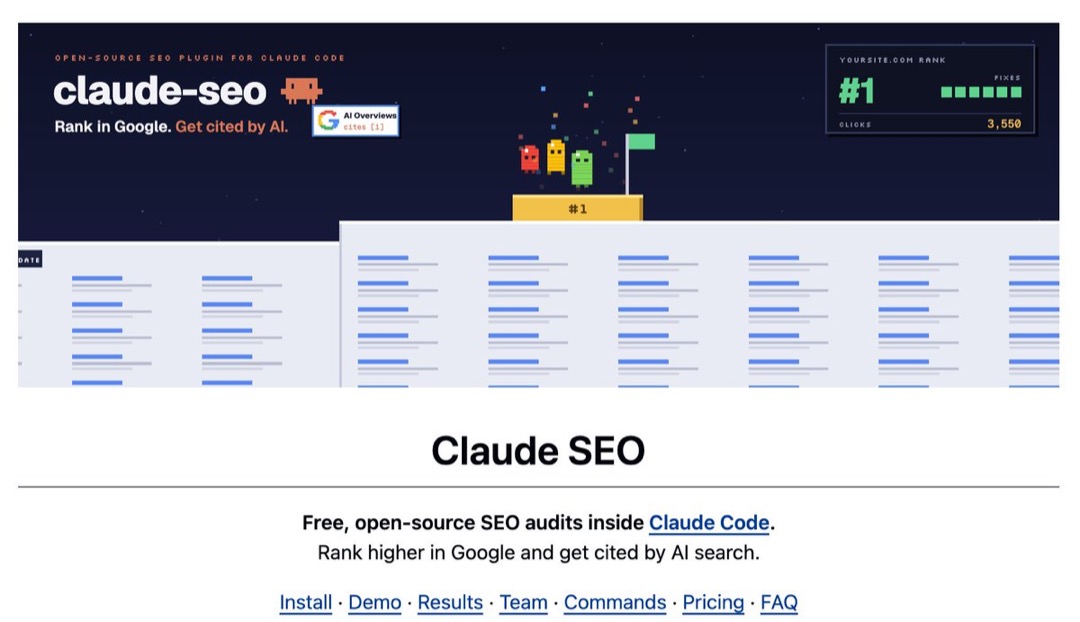 OPEN-SOURCE SEO PLUGIN FOR CLAUDE CODE
claude-seo
Rank in Google. Get cited by AI.
AI Overviews
cites [1]
YOURSITE.COM RANK
#1
FIXES
CLICKS
3,550
#1
DATE
Claude SEO
Free, open-source SEO audits inside Claude Code.
Rank higher in Google and get cited by AI search.
Install · Demo · Results · Team · Commands · Pricing · FAQ